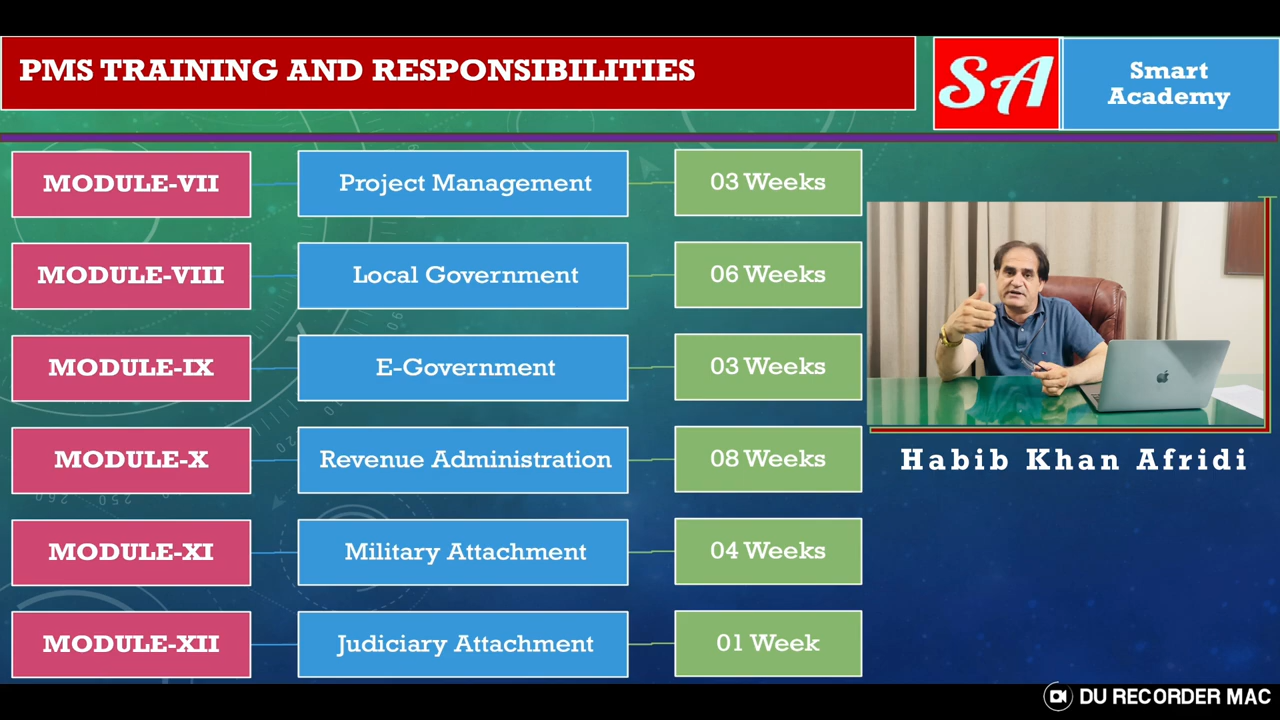 PMS TRAINING AND RESPONSIBILITIES
SA
Smart
Academy
MODULE-VII
Project Management
03 Weeks
MODULE-VIII
Local Government
06 Weeks
MODULE-IX
E-Government
03 Weeks
MODULE-X
Revenue Administration
08 Weeks
MODULE-XI
Military Attachment
04 Weeks
MODULE-XII
Judiciary Attachment
01 Week
Habib Khan Afridi
DU RECORDER MAC